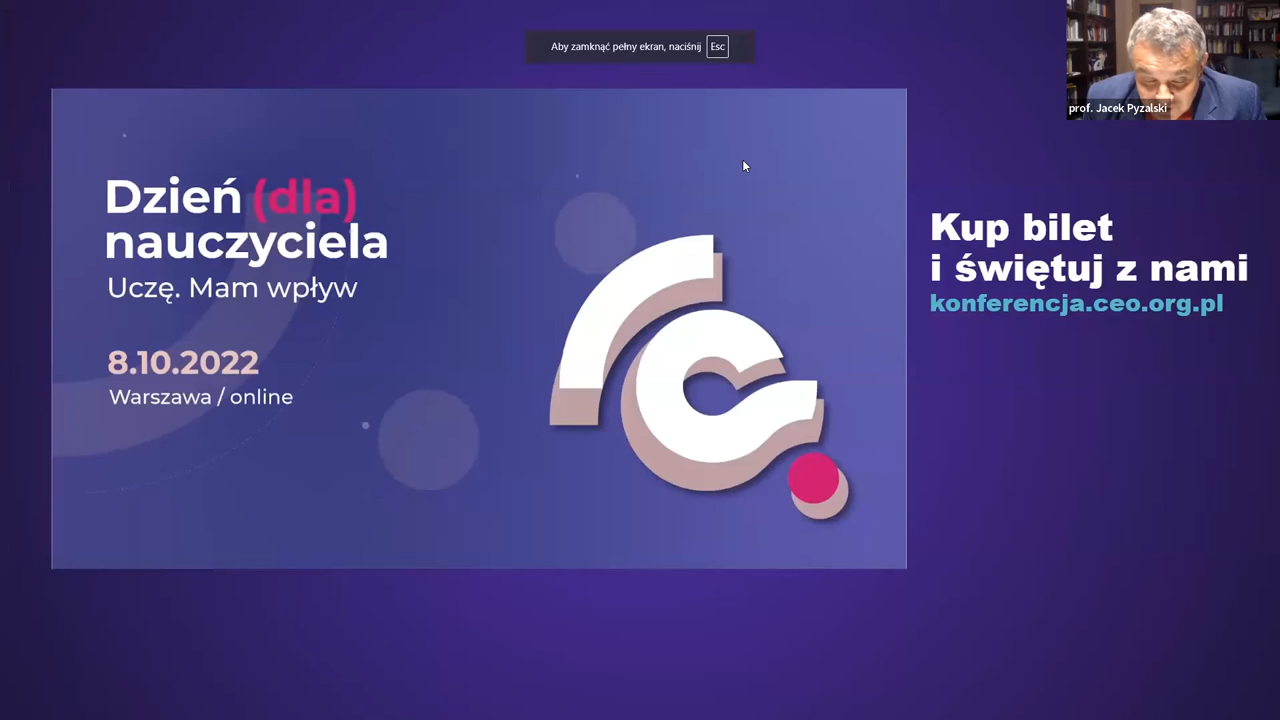 Aby zamknąć pełny ekran, naciśnij Esc
prof. Jacek Pyzalski
Dzień (dla)
nauczyciela
Uczę. Mam wpływ
8.10.2022
Warszawa / online
Kup bilet
i świętuj z nami
konferencja.ceo.org.pl